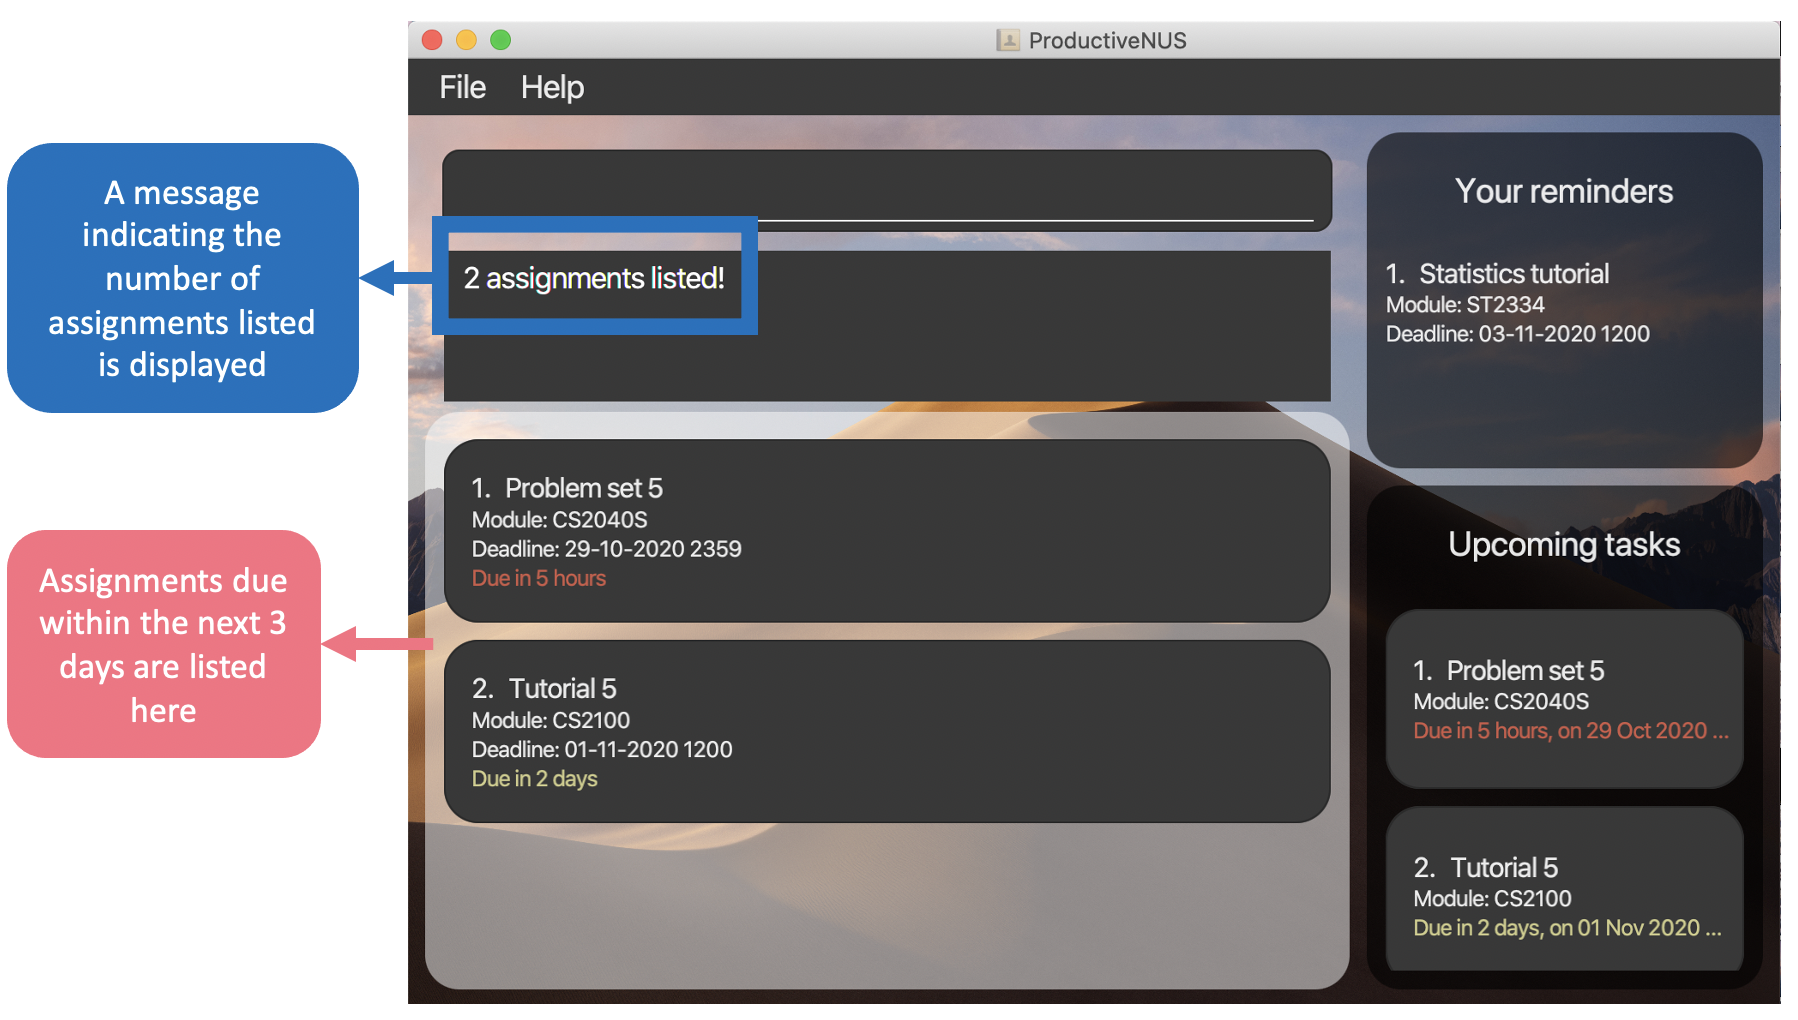 ProductiveNUS
File Help
A message
indicating the
number of
assignments listed
is displayed
2 assignments listed!
Assignments due
within the next 3
days are listed
here
1. Problem set 5
Module: CS2040S
Deadline: 29-10-2020 2359
Due in 5 hours
2. Tutorial 5
Module: CS2100
Deadline: 01-11-2020 1200
Due in 2 days
Your reminders
1. Statistics tutorial
Module: ST2334
Deadline: 03-11-2020 1200
Upcoming tasks
1. Problem set 5
Module: CS2040S
Due in 5 hours, on 29 Oct 2020 ...
2. Tutorial 5
Module: CS2100
Due in 2 days, on 01 Nov 2020 ...